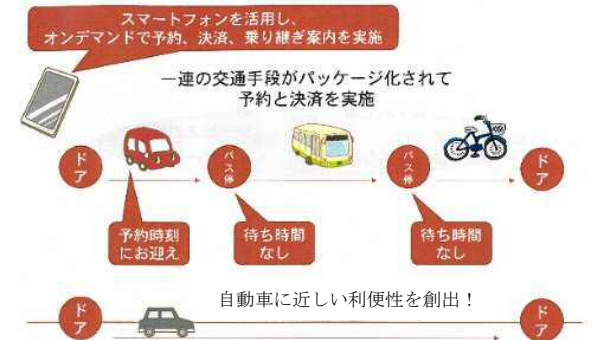 スマートフォンを活用し、
オンデマンドで予約、決済、乗り継ぎ案内を実施
一連の交通手段がパッケージ化されて
予約と決済を実施
ドア
バス停
バス停
ドア
予約時刻
にお迎え
待ち時間
なし
待ち時間
なし
自動車に近しい利便性を創出！
ドア
ドア